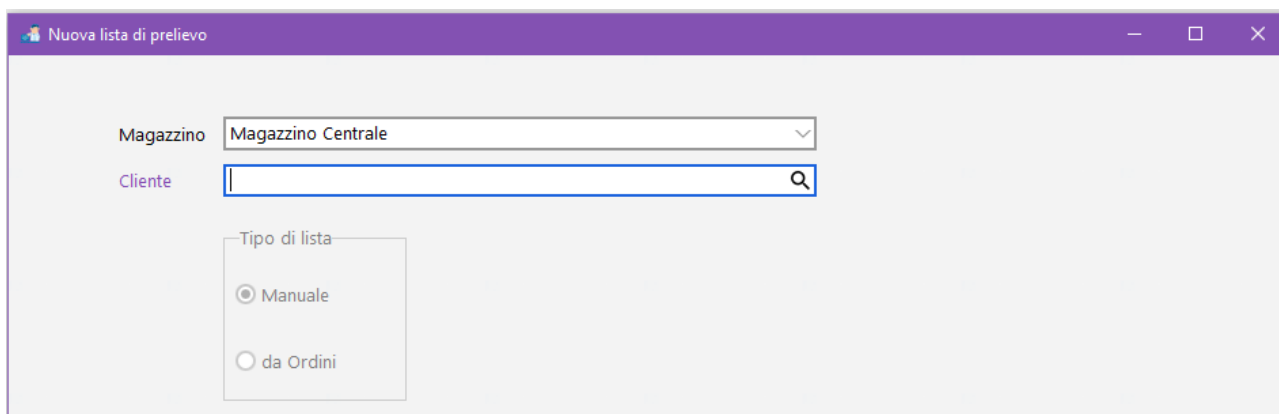 Nuova lista di prelievo
Magazzino Magazzino Centrale
Cliente
Tipo di lista
Manuale
da Ordini